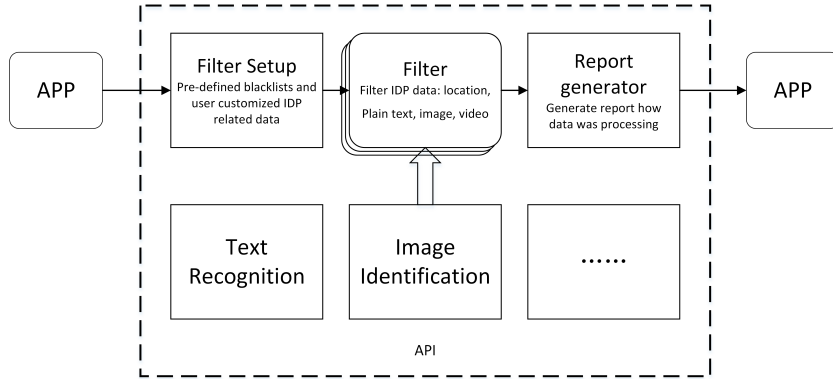 APP
Filter Setup
Pre-defined blacklists and
user customized IDP
related data
Filter
Filter IDP data: location,
Plain text, image, video
Report
generator
Generate report how
data was processing
APP
Text
Recognition
Image
Identification
……
API